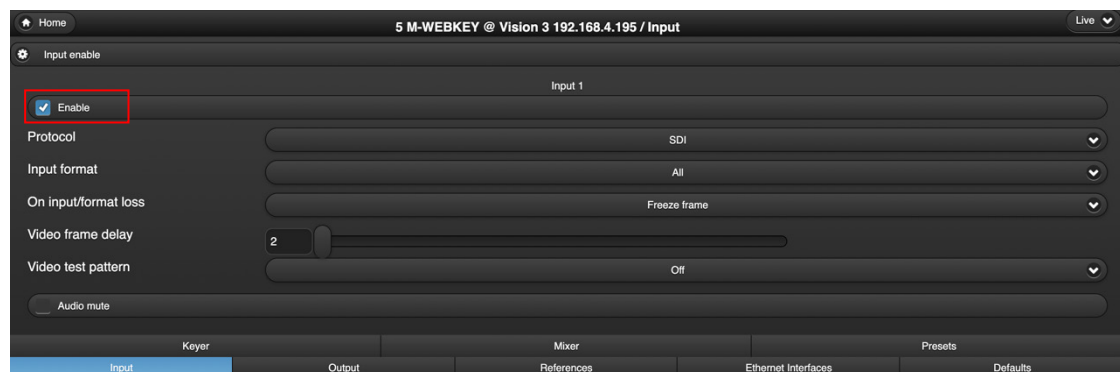 Home
5 M-WEBKEY @ Vision 3 192.168.4.195 / Input
Live
Input enable
Input 1
Enable
Protocol SDI
Input format All
On input/format loss Freeze frame
Video frame delay 2
Video test pattern Off
Audio mute
Keyer Mixer Presets
Input Output References Ethernet Interfaces Defaults